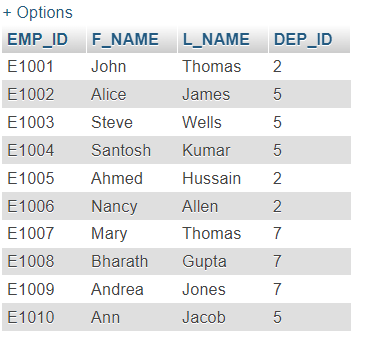 + Options
EMP_ID F_NAME L_NAME DEP_ID
E1001 John Thomas 2
E1002 Alice James 5
E1003 Steve Wells 5
E1004 Santosh Kumar 5
E1005 Ahmed Hussain 2
E1006 Nancy Allen 2
E1007 Mary Thomas 7
E1008 Bharath Gupta 7
E1009 Andrea Jones 7
E1010 Ann Jacob 5